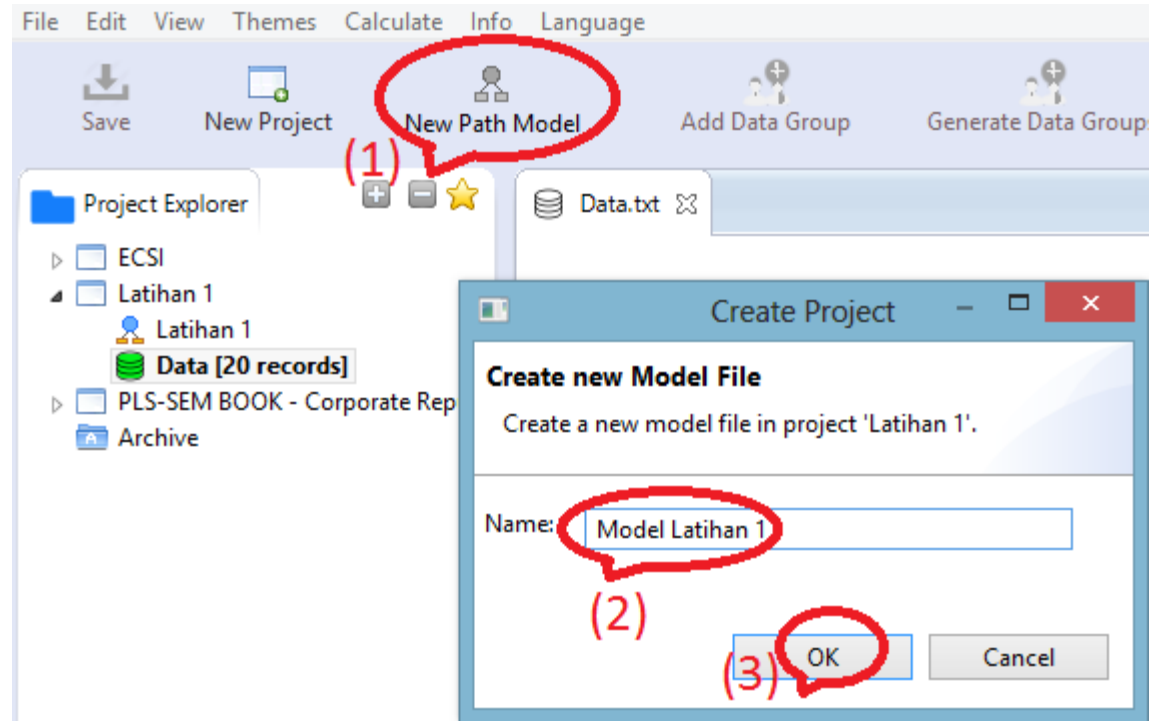 File Edit View Themes Calculate Info Language
Save New Project New Path Model Add Data Group Generate Data Groups
(1)
Project Explorer
Data.txt
ECSI
Latihan 1
Latihan 1
Data [20 records]
PLS-SEM BOOK - Corporate Rep
Archive
Create Project
Create new Model File
Create a new model file in project 'Latihan 1'.
Name: Model Latihan 1
(2)
(3) OK Cancel